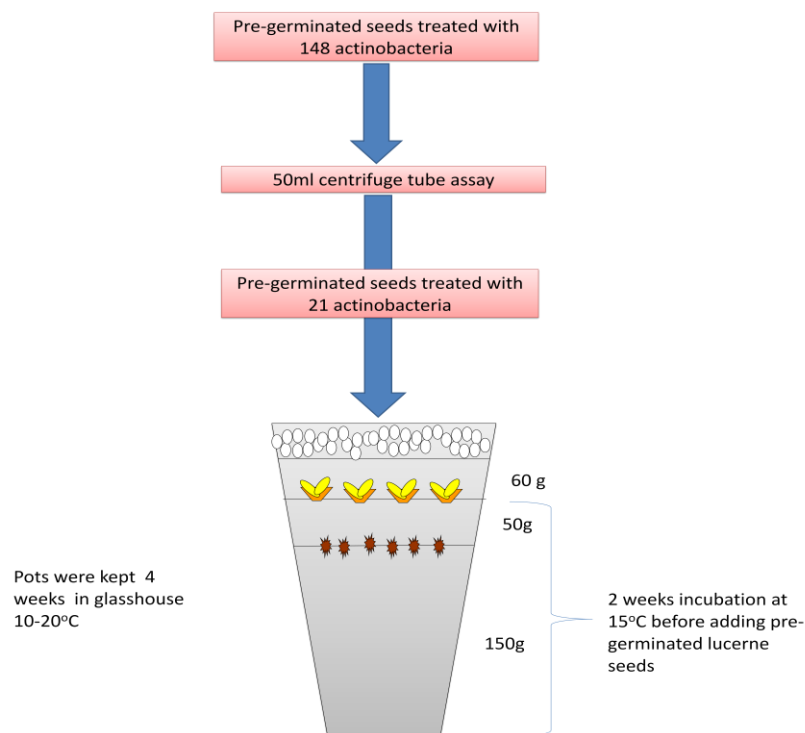 Pre-germinated seeds treated with
148 actinobacteria
50ml centrifuge tube assay
Pre-germinated seeds treated with
21 actinobacteria
60 g
50g
Pots were kept 4
weeks in glasshouse
10-20°C
150g
2 weeks incubation at
15°C before adding pre-
germinated lucerne
seeds